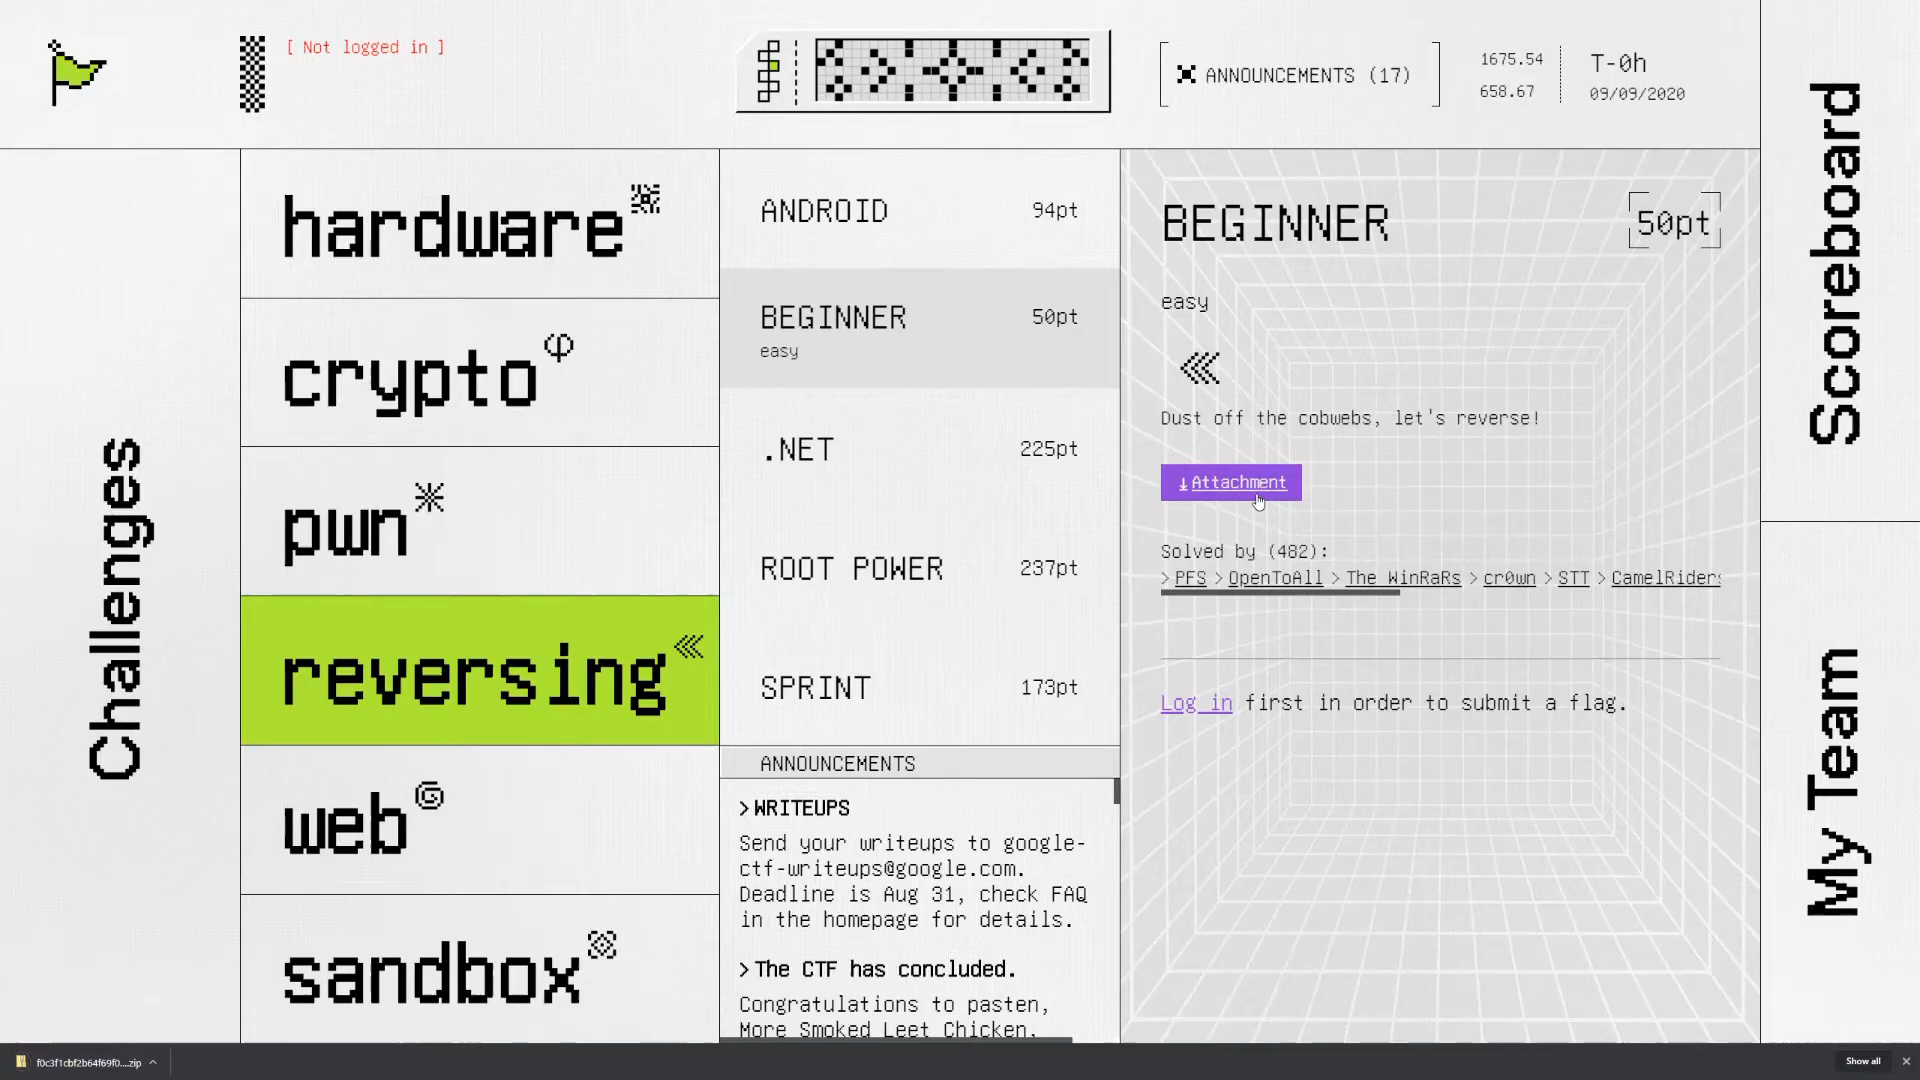 [ Not logged in ]
ANNOUNCEMENTS (17)
1675.54
658.67
T-0h
09/09/2020
Challenges
hardware
crypto
pwn
reversing
web
sandbox
ANDROID 94pt
BEGINNER 50pt
easy
.NET 225pt
ROOT POWER 237pt
SPRINT 173pt
ANNOUNCEMENTS
>WRITEUPS
Send your writeups to google-
ctf-writeups@google.com.
Deadline is Aug 31, check FAQ
in the homepage for details.
>The CTF has concluded.
Congratulations to pasten,
More Smoked Leet Chicken,
BEGINNER 50pt
easy
Dust off the cobwebs, let's reverse!
Attachment
Solved by (482):
> PFS > OpenToAll > The WinRaRs > cr0wn > STT > CamelRiders
Log in first in order to submit a flag.
Scoreboard
My Team
f0c3f1cbf2b64f69f0....zip
Show all